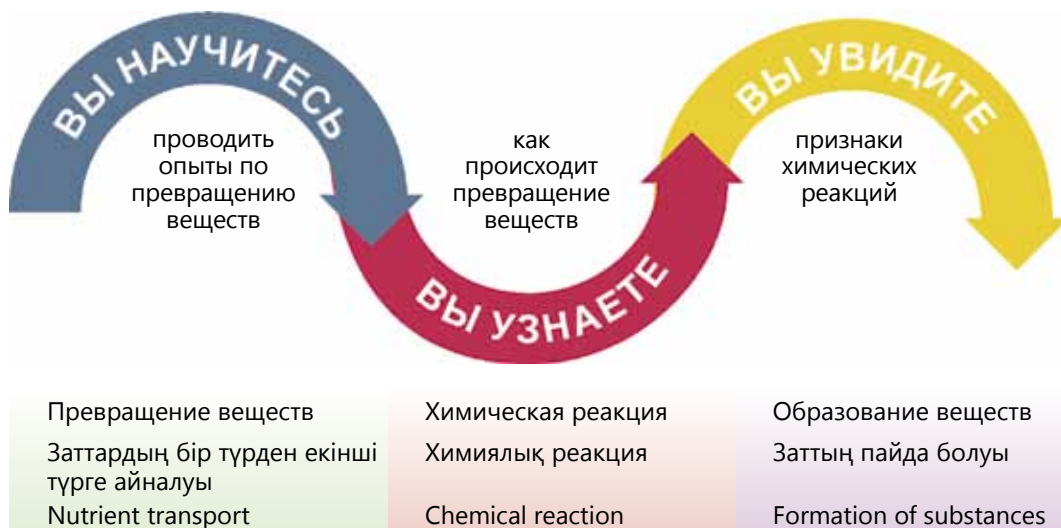 ВЫ НАУЧИТЕСЬ
проводить
опыты по
превращению
веществ
ВЫ УЗНАЕТЕ
как
происходит
превращение
веществ
ВЫ УВИДИТЕ
признаки
химических
реакций
Превращение веществ
Заттардың бір түрден екінші
түрге айналуы
Nutrient transport
Химическая реакция
Химиялық реакция
Chemical reaction
Образование веществ
Заттың пайда болуы
Formation of substances